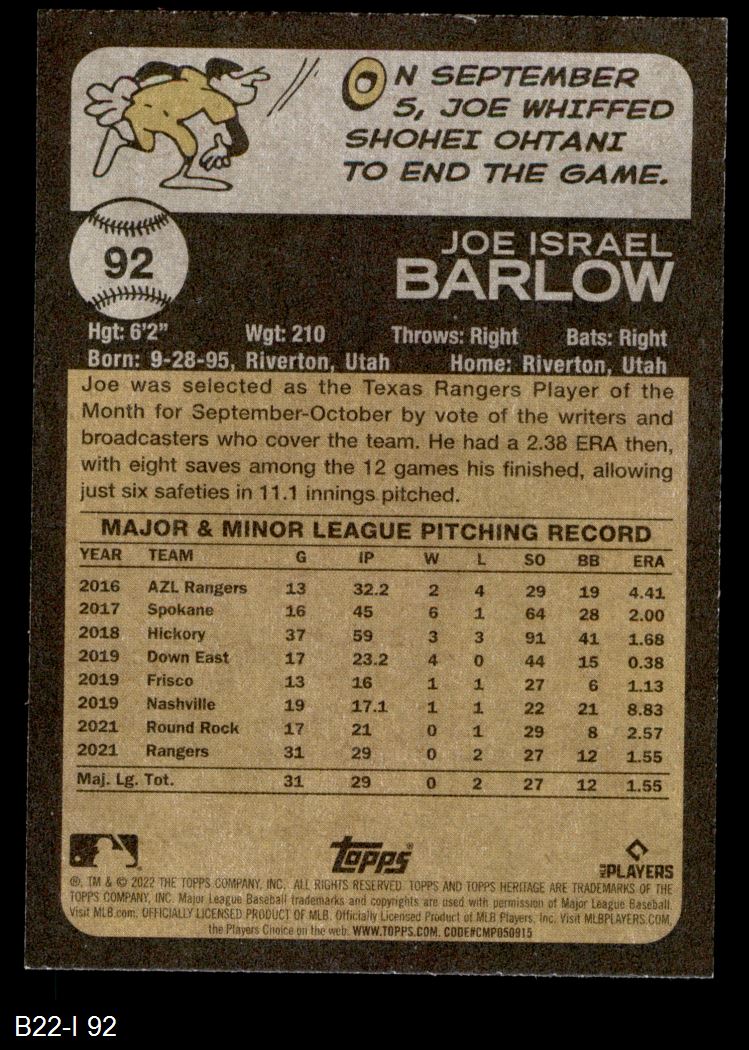 ON SEPTEMBER
5, JOE WHIFFED
SHOHEI OHTANI
TO END THE GAME.
92
JOE ISRAEL
BARLOW
Hgt: 6'2" Wgt: 210 Throws: Right Bats: Right
Born: 9-28-95, Riverton, Utah Home: Riverton, Utah
Joe was selected as the Texas Rangers Player of the
Month for September-October by vote of the writers and
broadcasters who cover the team. He had a 2.38 ERA then,
with eight saves among the 12 games his finished, allowing
just six safeties in 11.1 innings pitched.
MAJOR & MINOR LEAGUE PITCHING RECORD
YEAR TEAM G IP W L SO BB ERA
2016 AZL Rangers 13 32.2 2 4 29 19 4.41
2017 Spokane 16 45 6 1 64 28 2.00
2018 Hickory 37 59 3 3 91 41 1.68
2019 Down East 17 23.2 4 0 44 15 0.38
2019 Frisco 13 16 1 1 27 6 1.13
2019 Nashville 19 17.1 1 1 22 21 8.83
2021 Round Rock 17 21 0 1 29 8 2.57
2021 Rangers 31 29 0 2 27 12 1.55
Maj. Lg. Tot. 31 29 0 2 27 12 1.55
Topps
MLB PLAYERS
®, TM & © 2022 THE TOPPS COMPANY, INC. ALL RIGHTS RESERVED. TOPPS AND TOPPS HERITAGE ARE TRADEMARKS OF THE
TOPPS COMPANY, INC. Major League Baseball trademarks and copyrights are used with permission of Major League Baseball.
Visit MLB.com. OFFICIALLY LICENSED PRODUCT OF MLB. Officially Licensed Product of MLB Players, Inc. Visit MLBPLAYERS.COM,
the Players Choice on the web. WWW.TOPPS.COM. CODE#CMP050915
B22-I 92